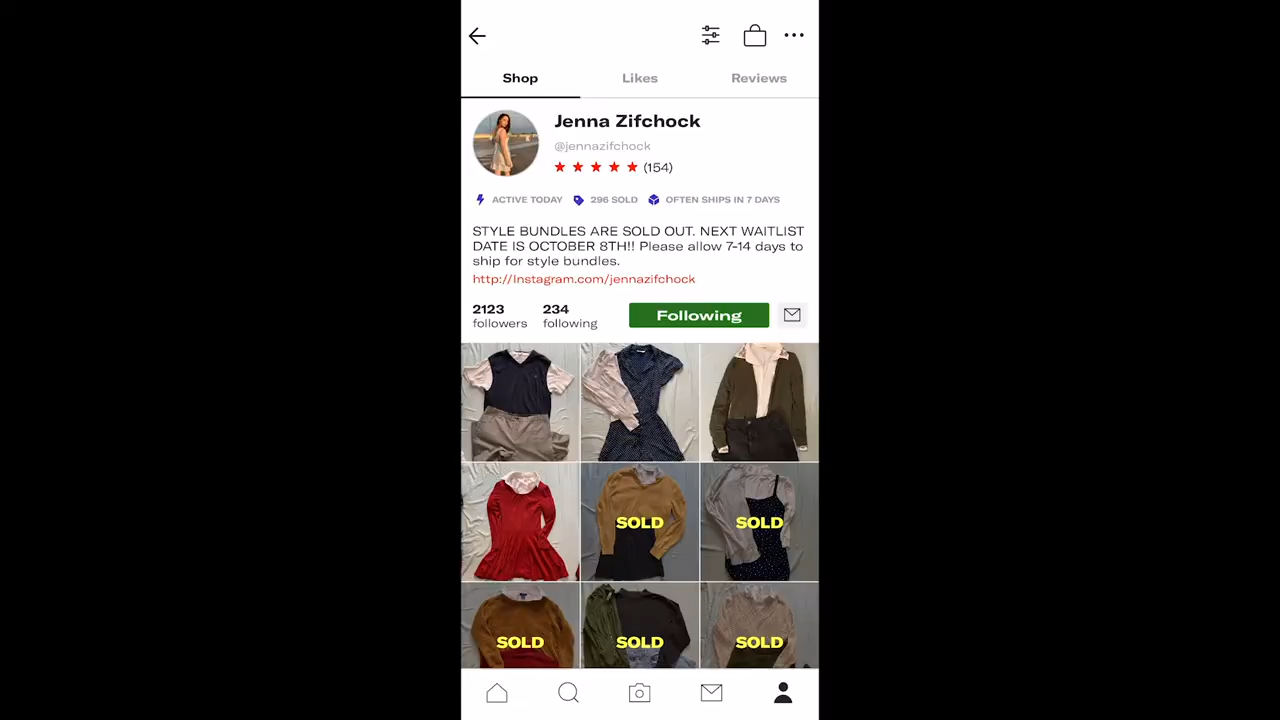 Shop Likes Reviews
Jenna Zifchock
@jennazifchock
(154)
ACTIVE TODAY 296 SOLD OFTEN SHIPS IN 7 DAYS
STYLE BUNDLES ARE SOLD OUT. NEXT WAITLIST
DATE IS OCTOBER 8TH!! Please allow 7-14 days to
ship for style bundles.
http://Instagram.com/jennazifchock
2123 234
followers following
Following
SOLD SOLD
SOLD SOLD SOLD